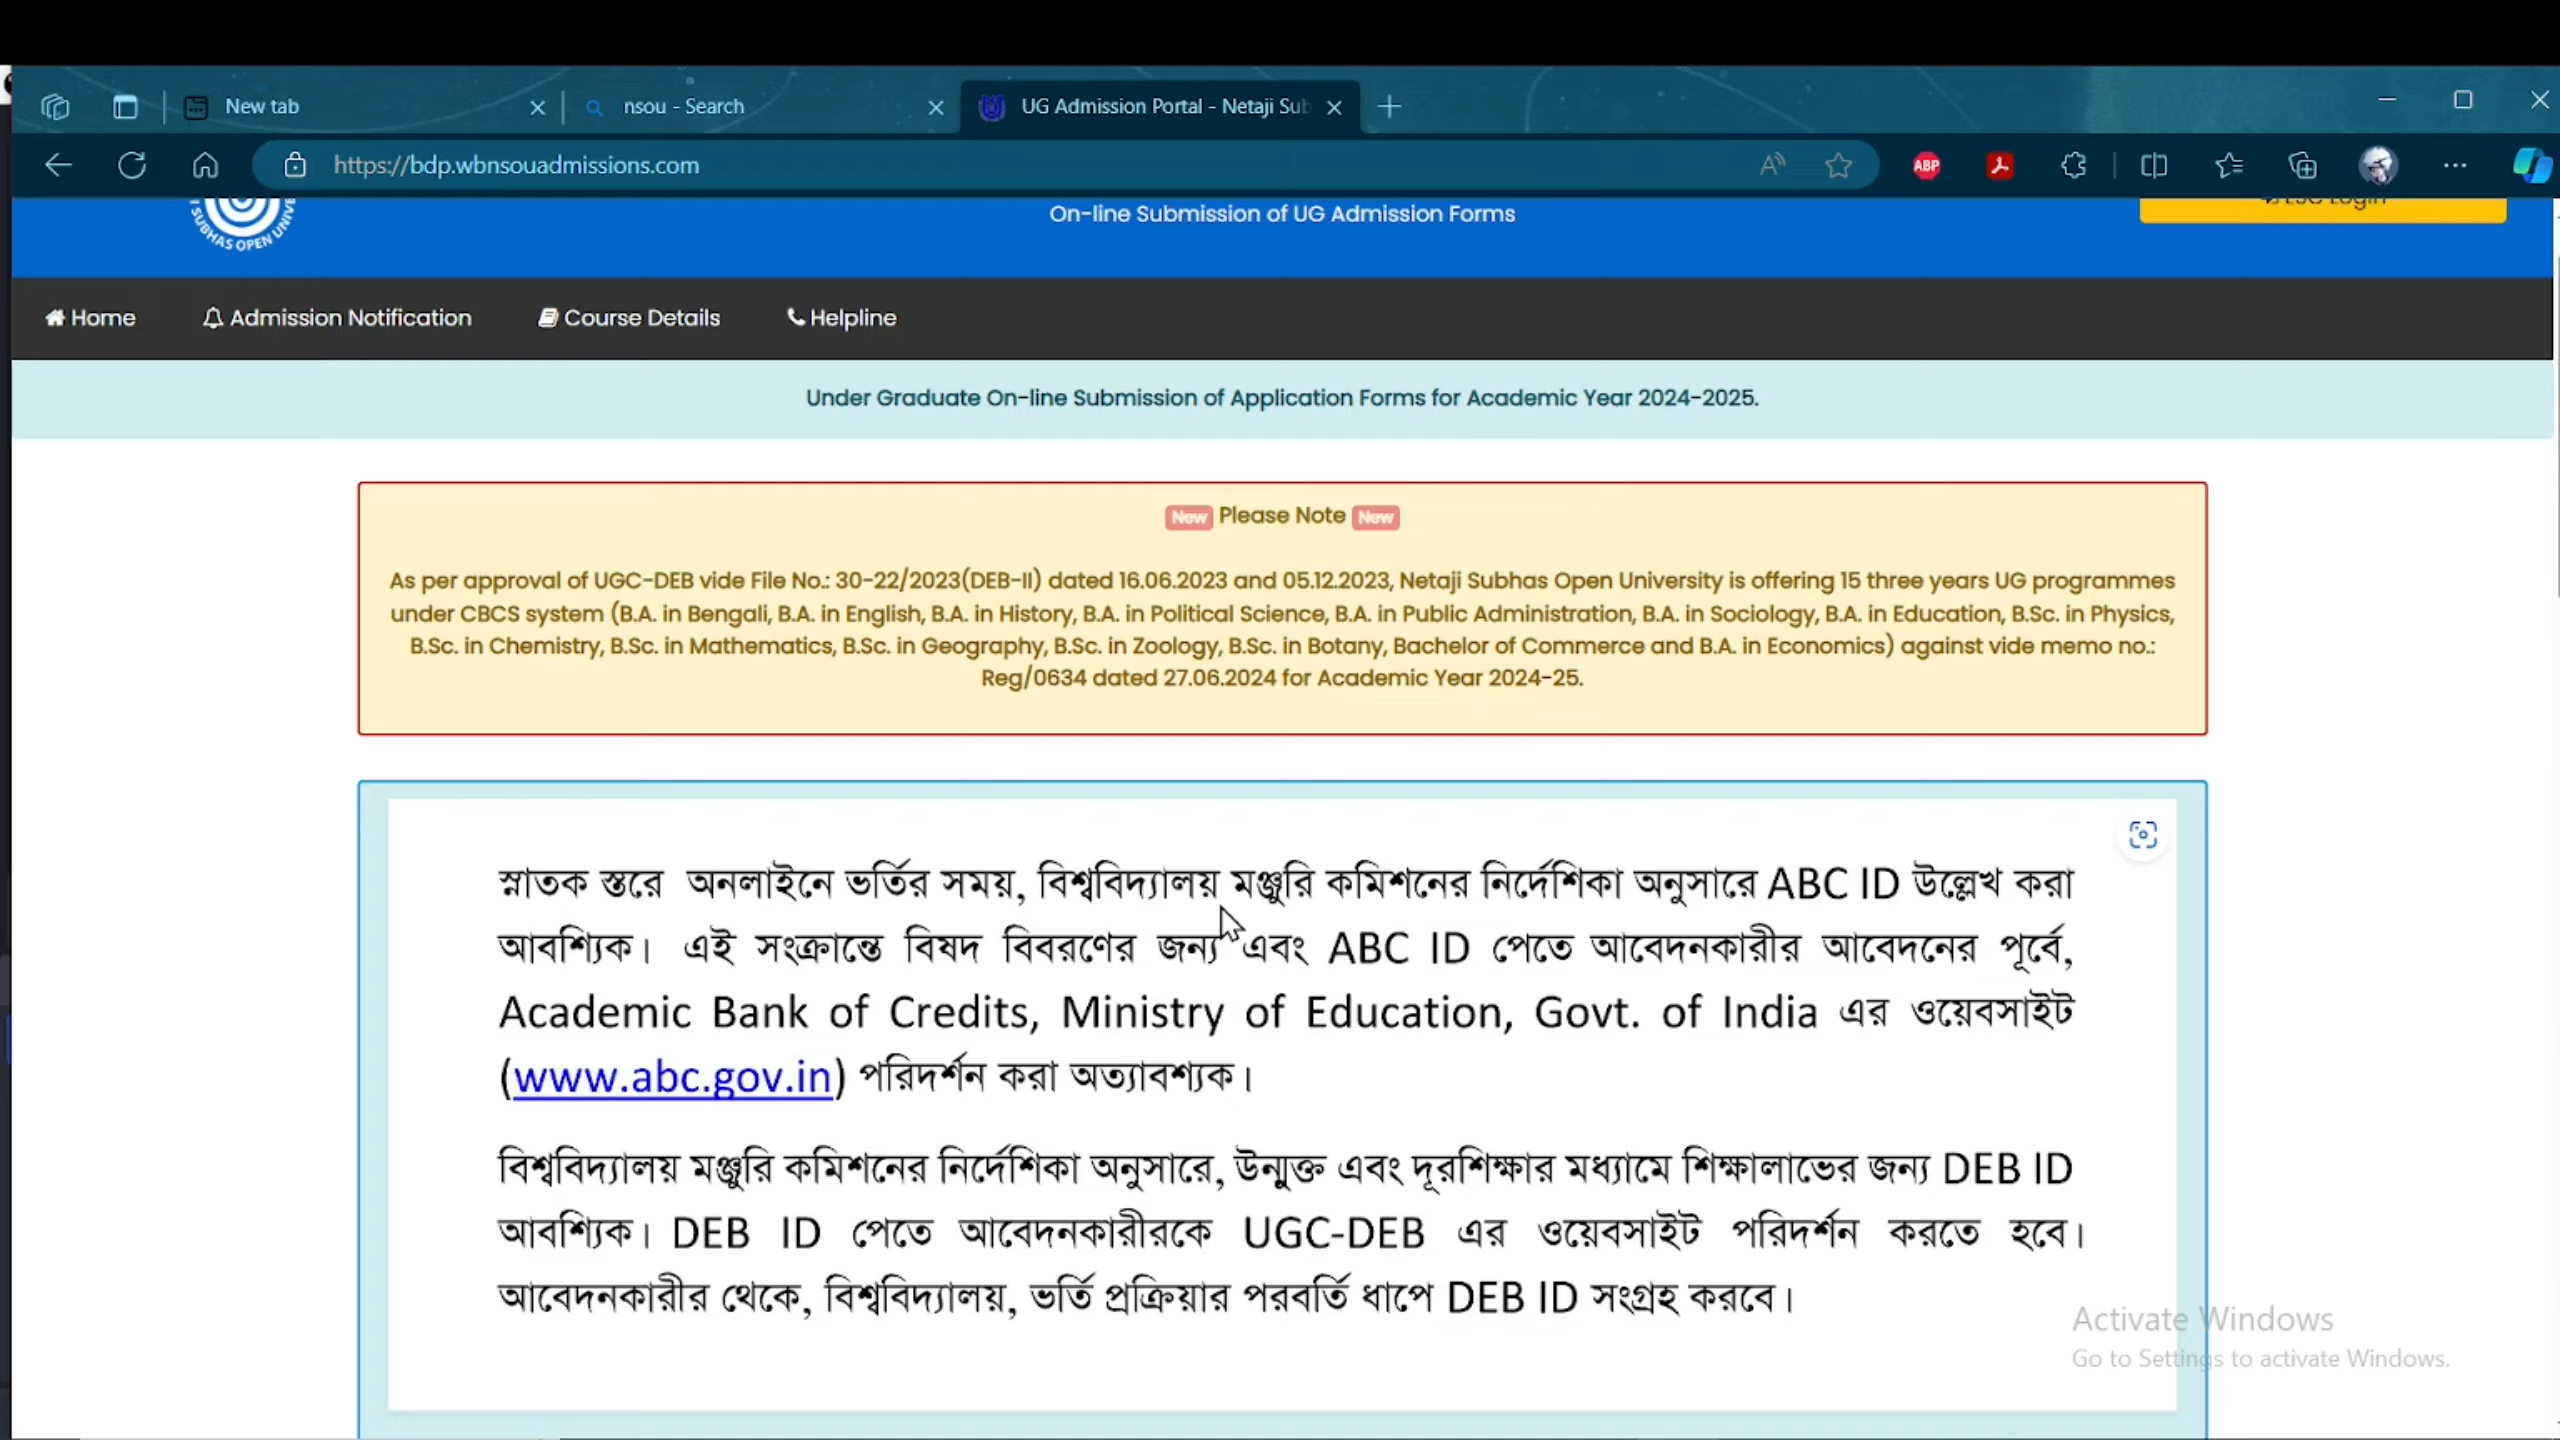 New tab
nsou - Search
UG Admission Portal - Netaji Sub
https://bdp.wbnsouadmissions.com
ABP
SUBHAS OPEN UNIVE
On-line Submission of UG Admission Forms
LSC Login
Home
Admission Notification
Course Details
Helpline
Under Graduate On-line Submission of Application Forms for Academic Year 2024-2025.
New Please Note New
As per approval of UGC-DEB vide File No.: 30-22/2023(DEB-II) dated 16.06.2023 and 05.12.2023, Netaji Subhas Open University is offering 15 three years UG programmes
under CBCS system (B.A. in Bengali, B.A. in English, B.A. in History, B.A. in Political Science, B.A. in Public Administration, B.A. in Sociology, B.A. in Education, B.Sc. in Physics,
B.Sc. in Chemistry, B.Sc. in Mathematics, B.Sc. in Geography, B.Sc. in Zoology, B.Sc. in Botany, Bachelor of Commerce and B.A. in Economics) against vide memo no.:
Reg/0634 dated 27.06.2024 for Academic Year 2024-25.
স্নাতক স্তরে অনলাইনে ভর্তির সময়, বিশ্ববিদ্যালয় মঞ্জুরি কমিশনের নির্দেশিকা অনুসারে ABC ID উল্লেখ করা
আবশ্যিক। এই সংক্রান্তে বিষদ বিবরণের জন্য এবং ABC ID পেতে আবেদনকারীর আবেদনের পূর্বে,
Academic Bank of Credits, Ministry of Education, Govt. of India এর ওয়েবসাইট
(www.abc.gov.in) পরিদর্শন করা অত্যাবশ্যক।
বিশ্ববিদ্যালয় মঞ্জুরি কমিশনের নির্দেশিকা অনুসারে, উন্মুক্ত এবং দূরশিক্ষার মধ্যামে শিক্ষালাভের জন্য DEB ID
আবশ্যিক। DEB ID পেতে আবেদনকারীরকে UGC-DEB এর ওয়েবসাইট পরিদর্শন করতে হবে।
আবেদনকারীর থেকে, বিশ্ববিদ্যালয়, ভর্তি প্রক্রিয়ার পরবর্তি ধাপে DEB ID সংগ্রহ করবে।
Activate Windows
Go to Settings to activate Windows.